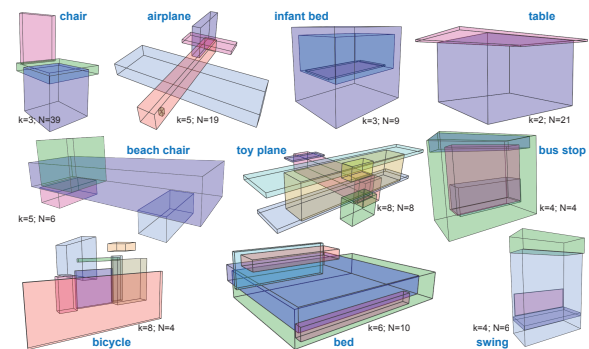 chair
airplane
infant bed
table
k=3; N=39
k=5; N=19
k=3; N=9
k=2; N=21
beach chair
toy plane
bus stop
k=5; N=6
k=8; N=8
k=4; N=4
k=8; N=4
k=6; N=10
k=4; N=6
bicycle
bed
swing